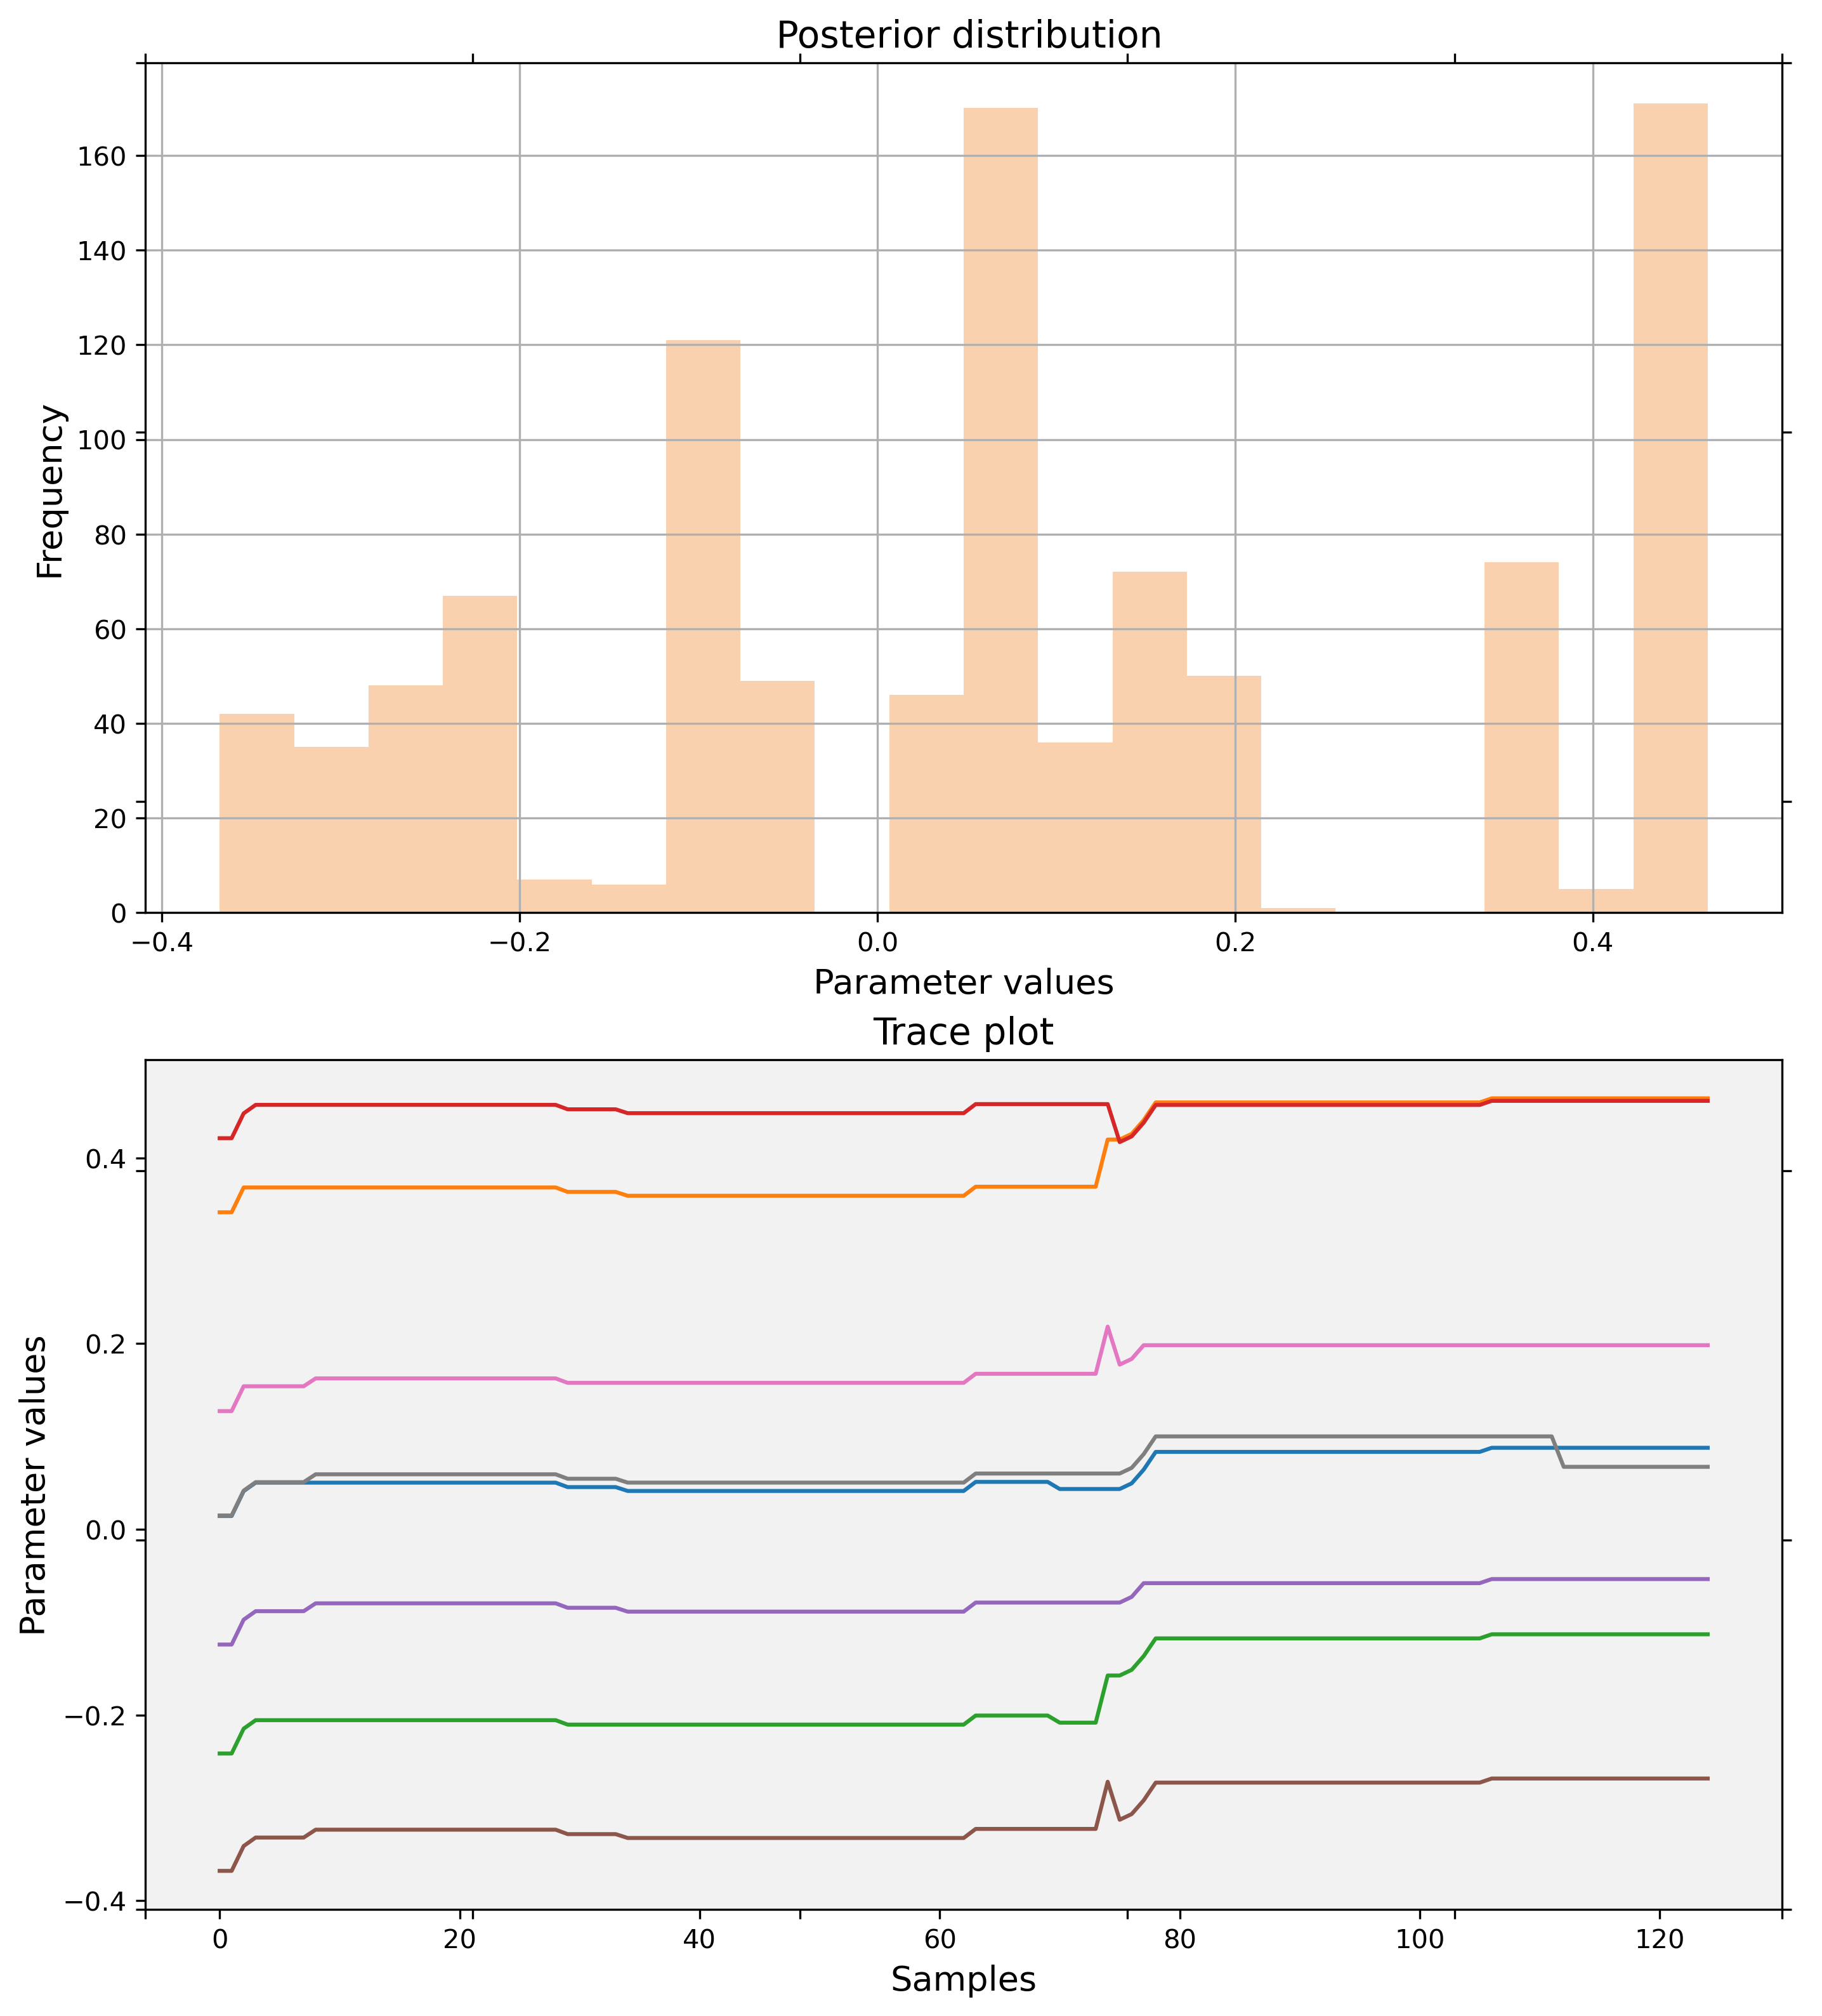 Posterior distribution
Frequency
160
140
120
100
80
60
40
20
0
−0.4 −0.2 0.0 0.2 0.4
Parameter values
Trace plot
Parameter values
0.4
0.2
0.0
−0.2
−0.4
0 20 40 60 80 100 120
Samples